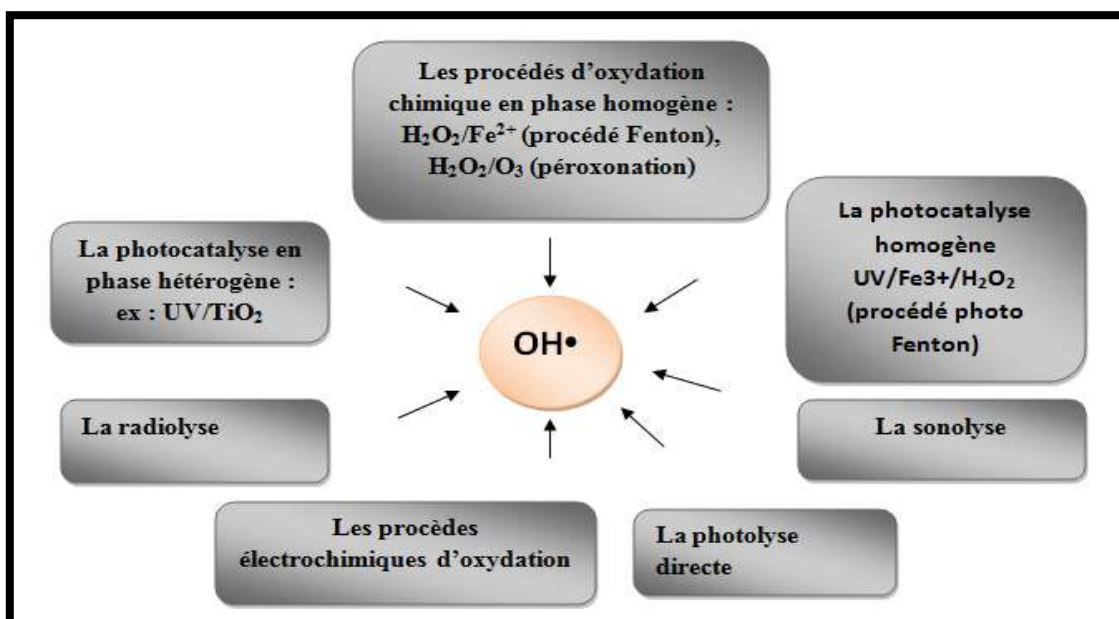 Les procédés d'oxydation
chimique en phase homogène :
H₂O₂/Fe²⁺ (procédé Fenton),
H₂O₂/O₃ (péroxonation)
La photocatalyse en
phase hétérogène :
ex : UV/TiO₂
La photocatalyse
homogène
UV/Fe3+/H₂O₂
(procédé photo
Fenton)
OH•
La radiolyse
La sonolyse
Les procèdes
électrochimiques d'oxydation
La photolyse
directe